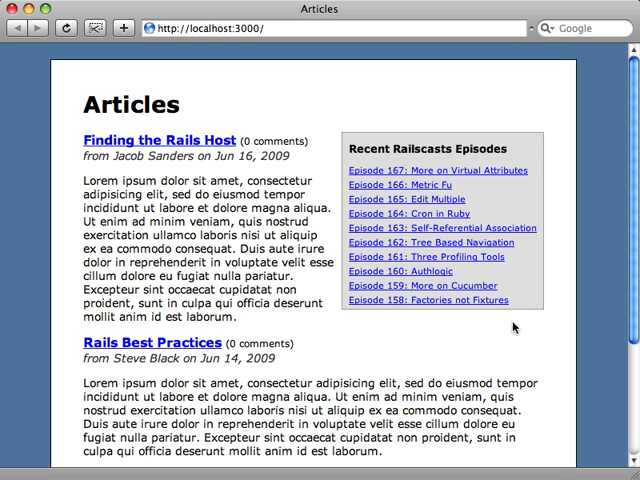 Articles
http://localhost:3000/
Google
Articles
Finding the Rails Host (0 comments)
from Jacob Sanders on Jun 16, 2009
Lorem ipsum dolor sit amet, consectetur
adipisicing elit, sed do eiusmod tempor
incididunt ut labore et dolore magna aliqua.
Ut enim ad minim veniam, quis nostrud
exercitation ullamco laboris nisi ut aliquip
ex ea commodo consequat. Duis aute irure
dolor in reprehenderit in voluptate velit esse
cillum dolore eu fugiat nulla pariatur.
Excepteur sint occaecat cupidatat non
proident, sunt in culpa qui officia deserunt
mollit anim id est laborum.
Recent Railscasts Episodes
Episode 167: More on Virtual Attributes
Episode 166: Metric Fu
Episode 165: Edit Multiple
Episode 164: Cron in Ruby
Episode 163: Self-Referential Association
Episode 162: Tree Based Navigation
Episode 161: Three Profiling Tools
Episode 160: Authlogic
Episode 159: More on Cucumber
Episode 158: Factories not Fixtures
Rails Best Practices (0 comments)
from Steve Black on Jun 14, 2009
Lorem ipsum dolor sit amet, consectetur adipisicing elit, sed do eiusmod tempor
incididunt ut labore et dolore magna aliqua. Ut enim ad minim veniam, quis nostrud
exercitation ullamco laboris nisi ut aliquip ex ea commodo consequat.
Duis aute irure dolor in reprehenderit in voluptate velit esse cillum dolore eu
fugiat nulla pariatur. Excepteur sint occaecat cupidatat non proident, sunt in
culpa qui officia deserunt mollit anim id est laborum.